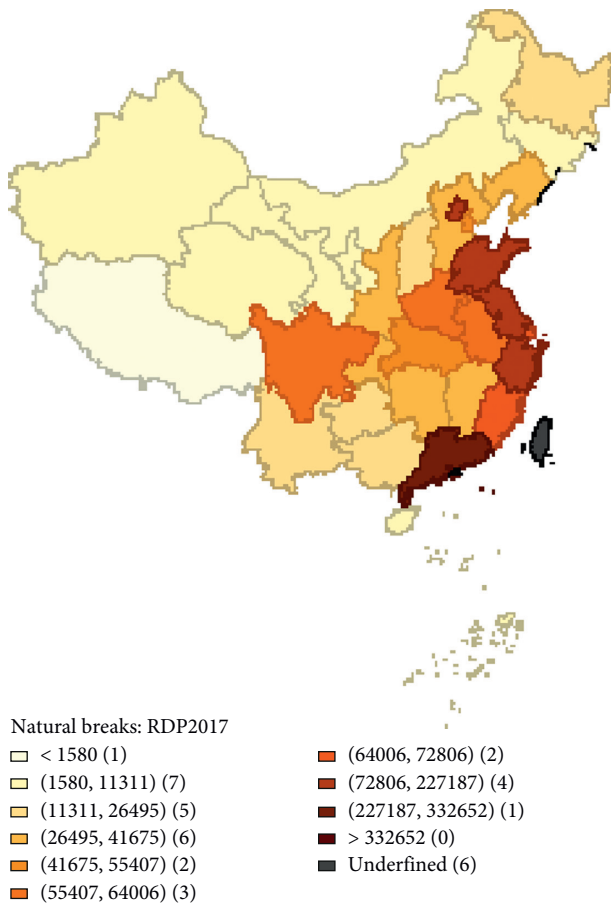 Natural breaks: RDP2017
< 1580 (1)
(1580, 11311) (7)
(11311, 26495) (5)
(26495, 41675) (6)
(41675, 55407) (2)
(55407, 64006) (3)
(64006, 72806) (2)
(72806, 227187) (4)
(227187, 332652) (1)
> 332652 (0)
Underfined (6)